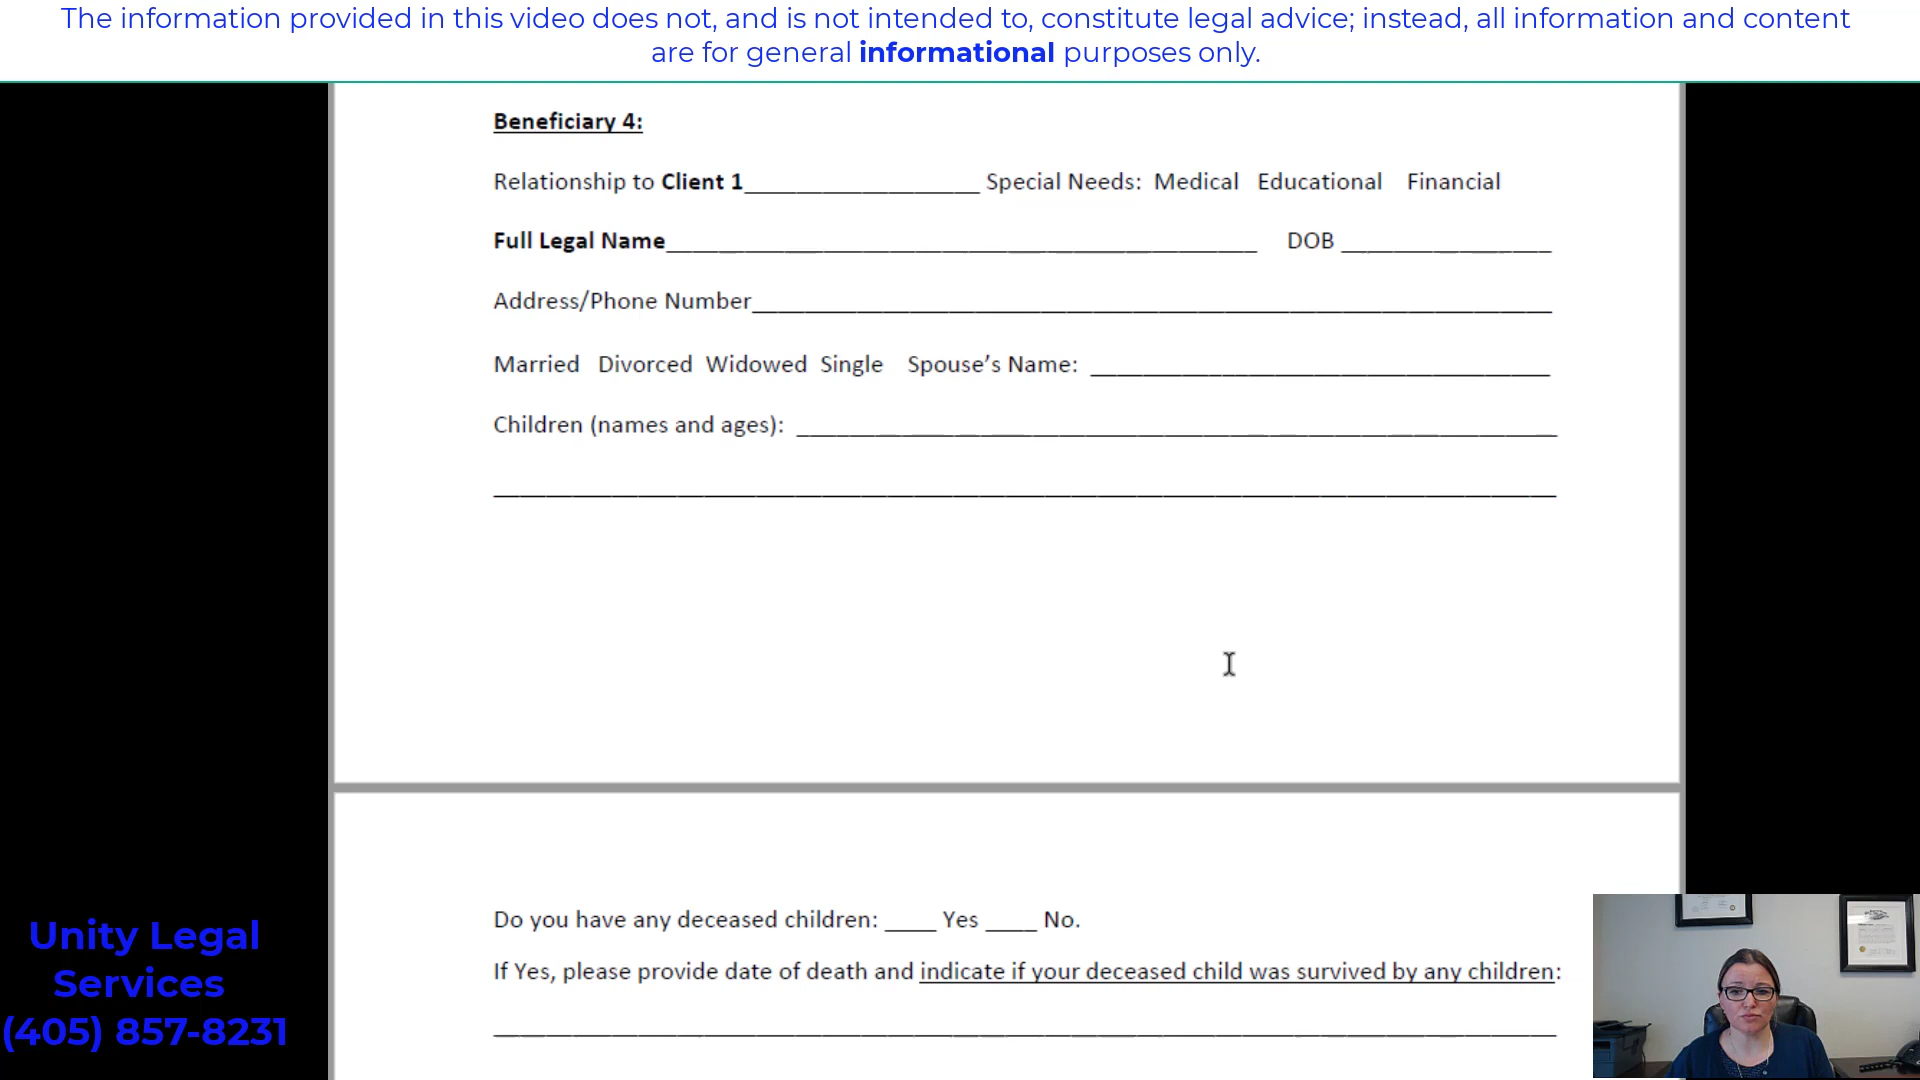 The information provided in this video does not, and is not intended to, constitute legal advice; instead, all information and content
are for general informational purposes only.
Beneficiary 4:
Relationship to Client 1__________________ Special Needs: Medical Educational Financial
Full Legal Name_____________________________________________ DOB ________________
Address/Phone Number_____________________________________________________________
Married Divorced Widowed Single Spouse’s Name: ___________________________________
Children (names and ages): __________________________________________________________
_________________________________________________________________________________
Do you have any deceased children: ____ Yes ____ No.
If Yes, please provide date of death and indicate if your deceased child was survived by any children:
_________________________________________________________________________________
Unity Legal
Services
(405) 857-8231